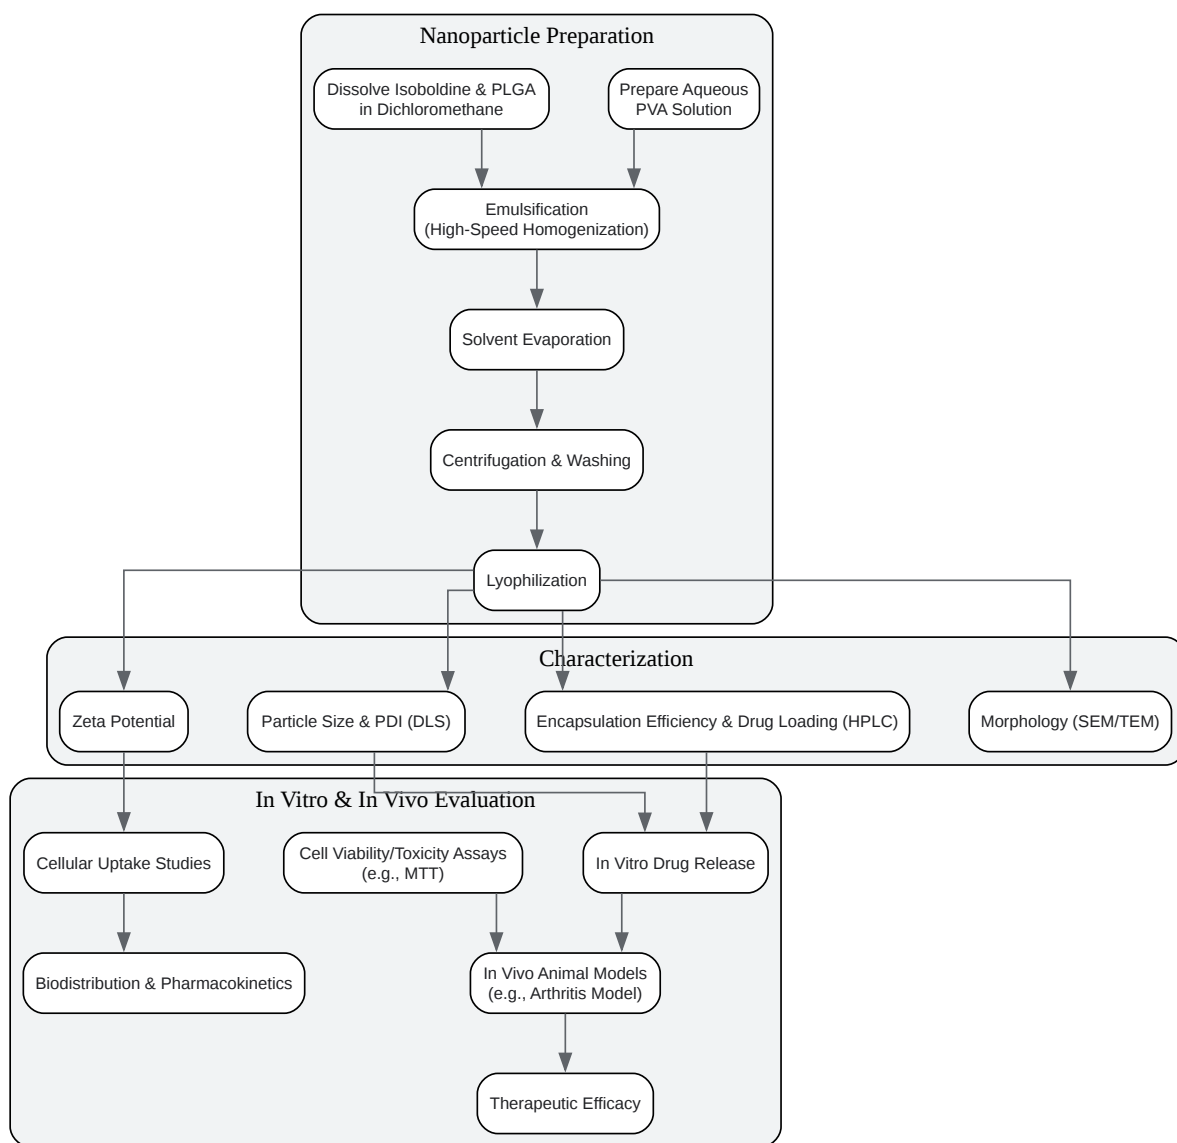 Nanoparticle Preparation
Dissolve Isoboldine & PLGA
in Dichloromethane
Prepare Aqueous
PVA Solution
Emulsification
(High-Speed Homogenization)
Solvent Evaporation
Centrifugation & Washing
Lyophilization
Characterization
Zeta Potential
Particle Size & PDI (DLS)
Encapsulation Efficiency & Drug Loading (HPLC)
Morphology (SEM/TEM)
In Vitro & In Vivo Evaluation
Cellular Uptake Studies
Cell Viability/Toxicity Assays
(e.g., MTT)
In Vitro Drug Release
Biodistribution & Pharmacokinetics
In Vivo Animal Models
(e.g., Arthritis Model)
Therapeutic Efficacy